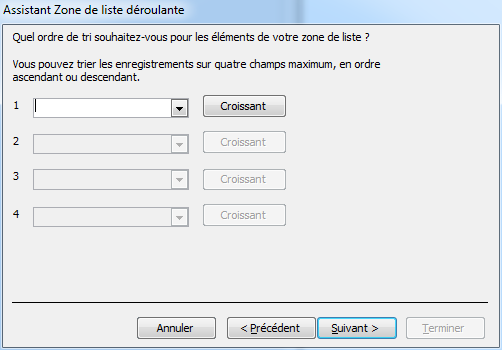 Assistant Zone de liste déroulante
Quel ordre de tri souhaitez-vous pour les éléments de votre zone de liste ?
Vous pouvez trier les enregistrements sur quatre champs maximum, en ordre
ascendant ou descendant.
1 Croissant
2 Croissant
3 Croissant
4 Croissant
Annuler < Précédent Suivant > Terminer